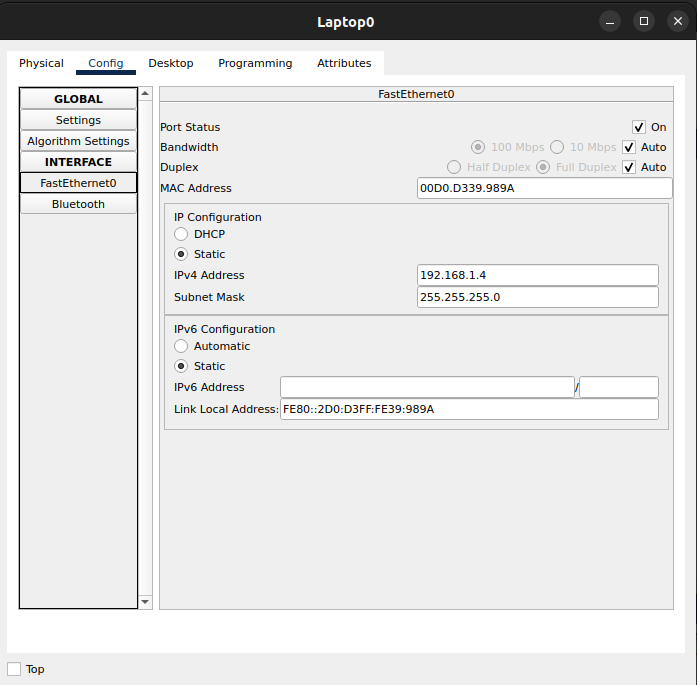 Laptop0
Physical Config Desktop Programming Attributes
GLOBAL
Settings
Algorithm Settings
INTERFACE
FastEthernet0
Bluetooth
FastEthernet0
Port Status On
Bandwidth 100 Mbps 10 Mbps Auto
Duplex Half Duplex Full Duplex Auto
MAC Address 00D0.D339.989A
IP Configuration
DHCP
Static
IPv4 Address 192.168.1.4
Subnet Mask 255.255.255.0
IPv6 Configuration
Automatic
Static
IPv6 Address /
Link Local Address: FE80::2D0:D3FF:FE39:989A
Top